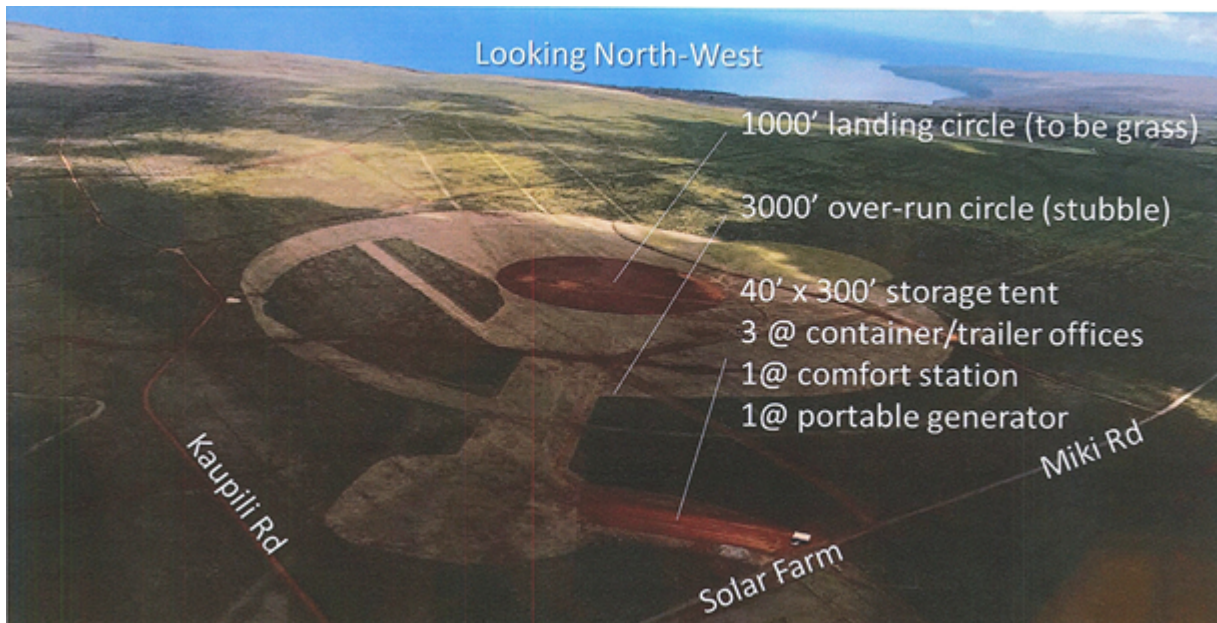 Looking North-West
1000’ landing circle (to be grass)
3000’ over-run circle (stubble)
40’ x 300’ storage tent
3 @ container/trailer offices
1@ comfort station
1@ portable generator
Kaupili Rd
Miki Rd
Solar Farm